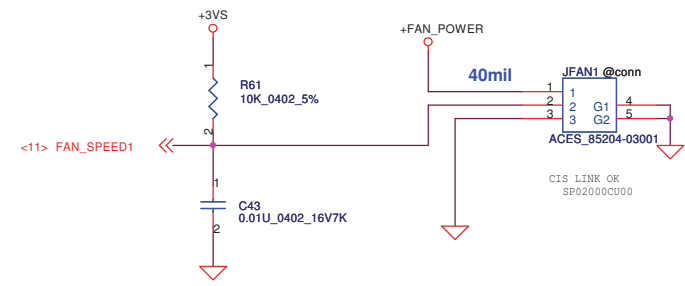 +3VS
+FAN_POWER
40mil
JFAN1 @conn
1
R61
10K_0402_5%
2
1
2
3
1
2
3
G1
G2
4
5
ACES_85204-03001
<11> FAN_SPEED1
CIS LINK OK
SP02000CU00
1
C43
0.01U_0402_16V7K
2